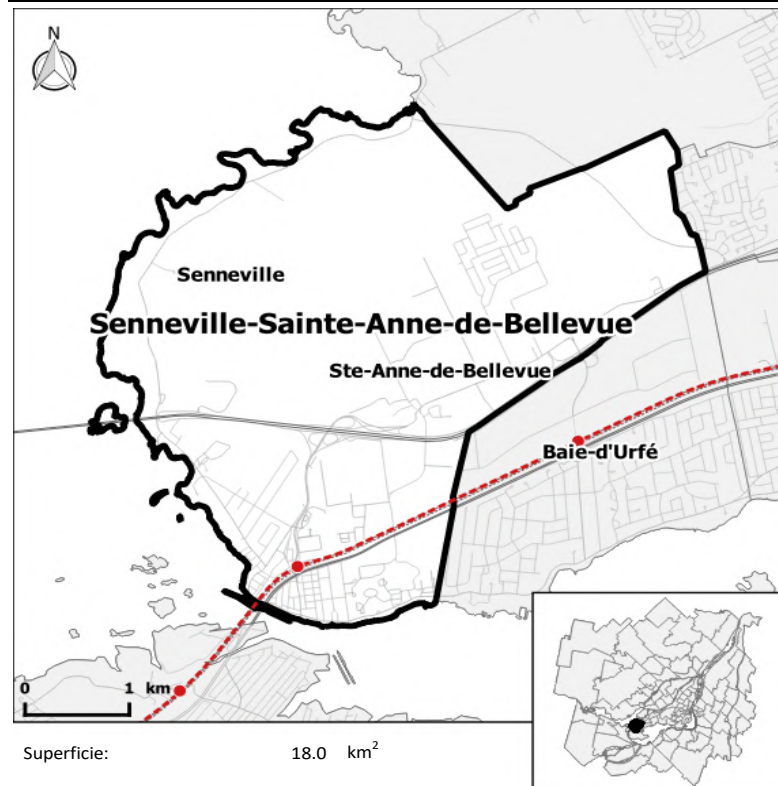 N
Senneville
Senneville-Sainte-Anne-de-Bellevue
Ste-Anne-de-Bellevue
Baie-d'Urfé
0 1 km
Superficie: 18.0 km²